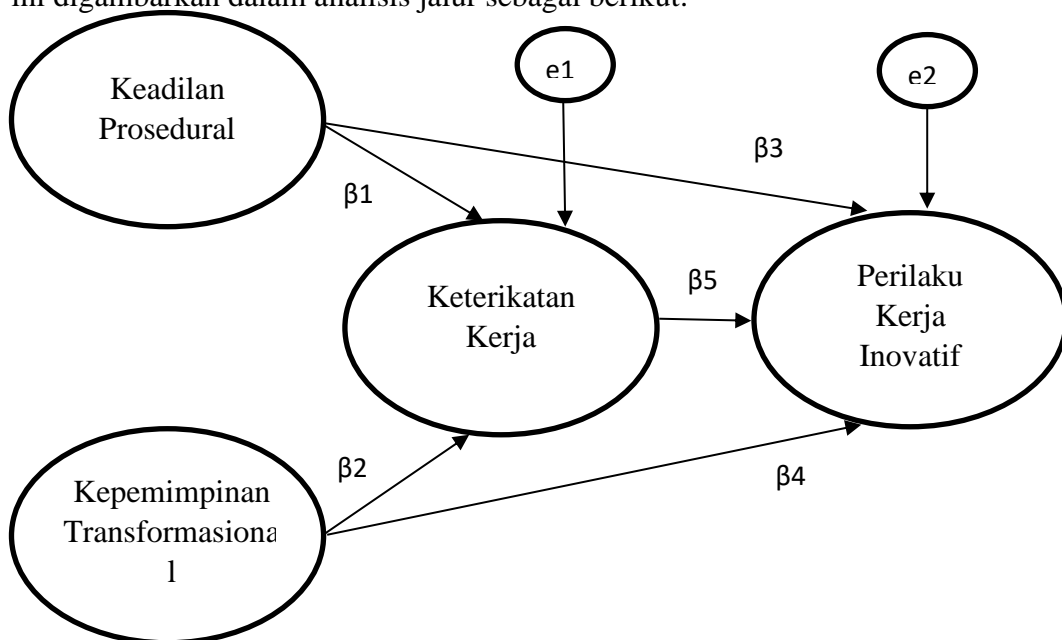 ini digambarkan dalam analisis jalur sebagai berikut:
Keadilan
Prosedural
e1
e2
β3
β1
Keterikatan
Kerja
β5
Perilaku
Kerja
Inovatif
β2
β4
Kepemimpinan
Transformasiona
l